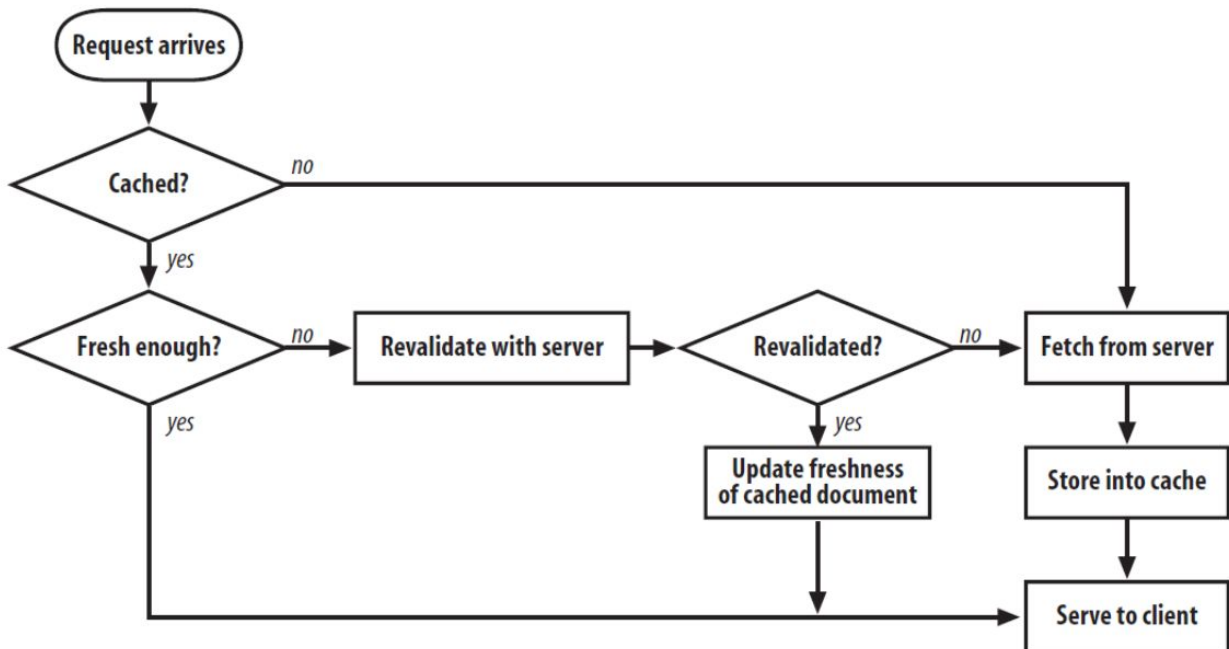 Request arrives
Cached?
no
yes
Fresh enough?
no
Revalidate with server
Revalidated?
no
Fetch from server
yes
yes
Update freshness
of cached document
Store into cache
Serve to client